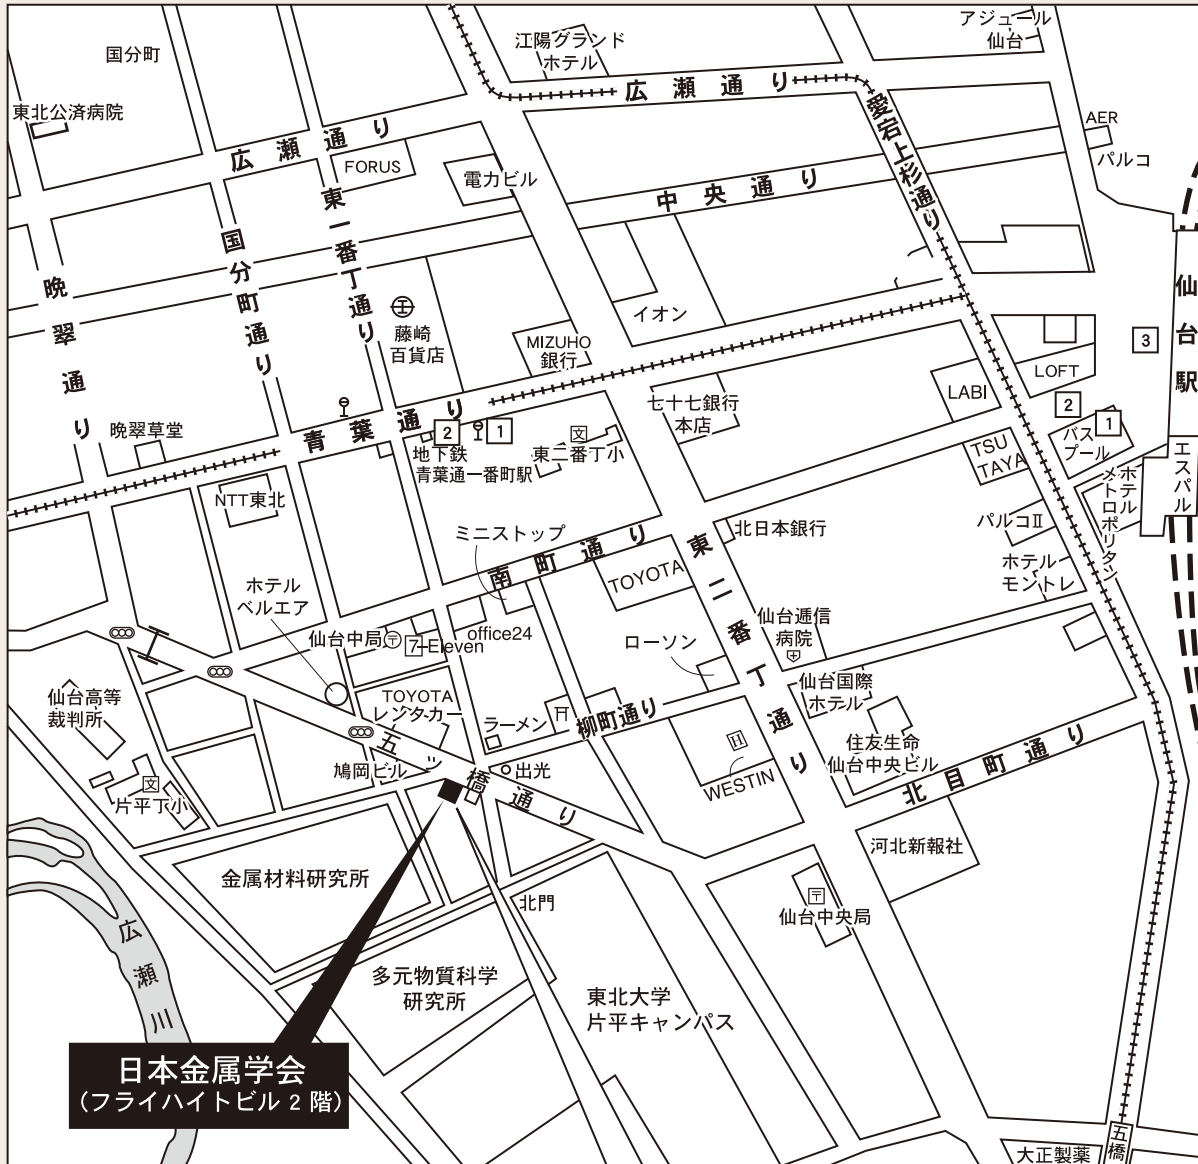 国分町
江陽グランド
ホテル
アジュール
仙台
東北公済病院
広瀬通り
広瀬通り
愛宕上杉通り
AER
パルコ
FORUS
電力ビル
中央通り
東一番丁通り
国分町通り
晩翠通り
仙台駅
藤崎
百貨店
MIZUHO
銀行
イオン
3
LOFT
LABI
2
1
バス
プール
七十七銀行
本店
青葉通り
晩翠草堂
2
1
地下鉄
青葉通一番町駅
文
東二番丁小
TSU
TAYA
エスパル
ホテル
メトロポリタン
NTT東北
ミニストップ
南町通り
北日本銀行
パルコⅡ
ホテル
モントレ
東二番丁通り
TOYOTA
ホテル
ベルエア
仙台中局
〒
7-Eleven
office24
ローソン
仙台逓信
病院
仙台高等
裁判所
TOYOTA
レンタカー
ラーメン
柳町通り
仙台国際
ホテル
H
WESTIN
住友生命
仙台中央ビル
北目町通り
鳩岡ビル
五ツ橋通り
出光
文
片平丁小
河北新報社
金属材料研究所
北門
〒
仙台中央局
広瀬川
多元物質科学
研究所
東北大学
片平キャンパス
日本金属学会
(フライハイトビル 2 階)
五橋
大正製薬